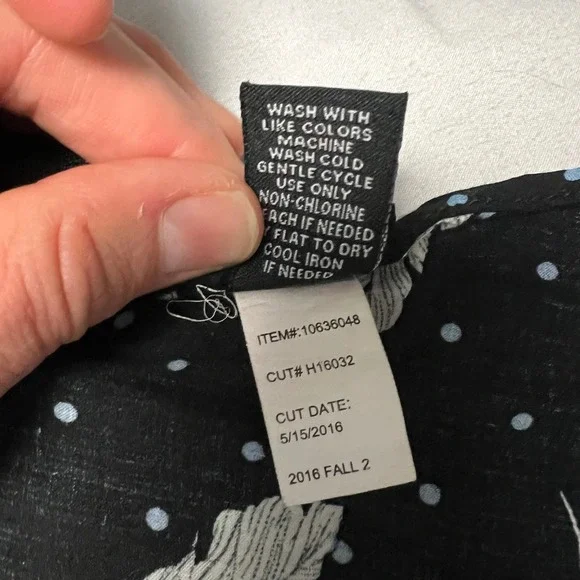 WASH WITH
LIKE COLORS
MACHINE
WASH COLD
GENTLE CYCLE
USE ONLY
NON-CHLORINE
EACH IF NEEDED
FLAT TO DRY
COOL IRON
IF NEEDED
ITEM#:10636048
CUT# H16032
CUT DATE:
5/15/2016
2016 FALL 2